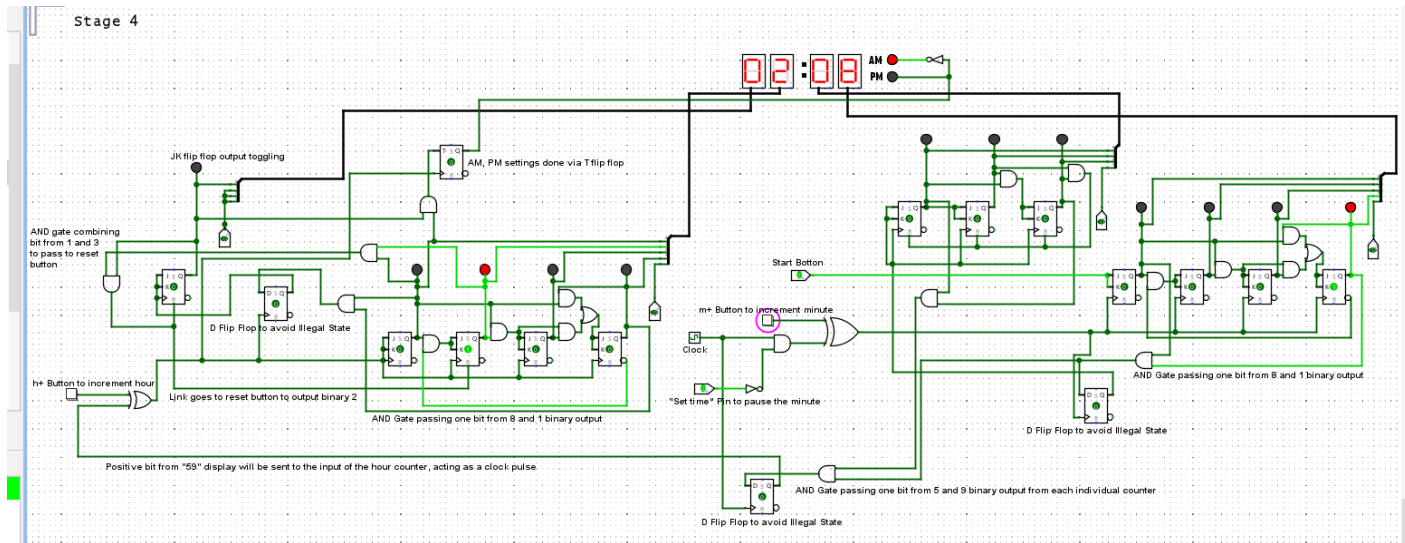 Stage 4
02:08
AM
PM
JK flip flop output toggling
AM, PM settings done via T flip flop
AND gate combining
bit from 1 and 3
to pass to reset
button
Start Botton
D Flip Flop to avoid Illegal State
m+ Button to increment minute
Clock
h+ Button to increment hour
Link goes to reset button to output binary 2
"Set time" Pin to pause the minute
AND Gate passing one bit from 8 and 1 binary output
AND Gate passing one bit from 8 and 1 binary output
D Flip Flop to avoid Illegal State
Positive bit from "59" display will be sent to the input of the hour counter, acting as a clock pulse
AND Gate passing one bit from 5 and 9 binary output from each individual counter
D Flip Flop to avoid Illegal State